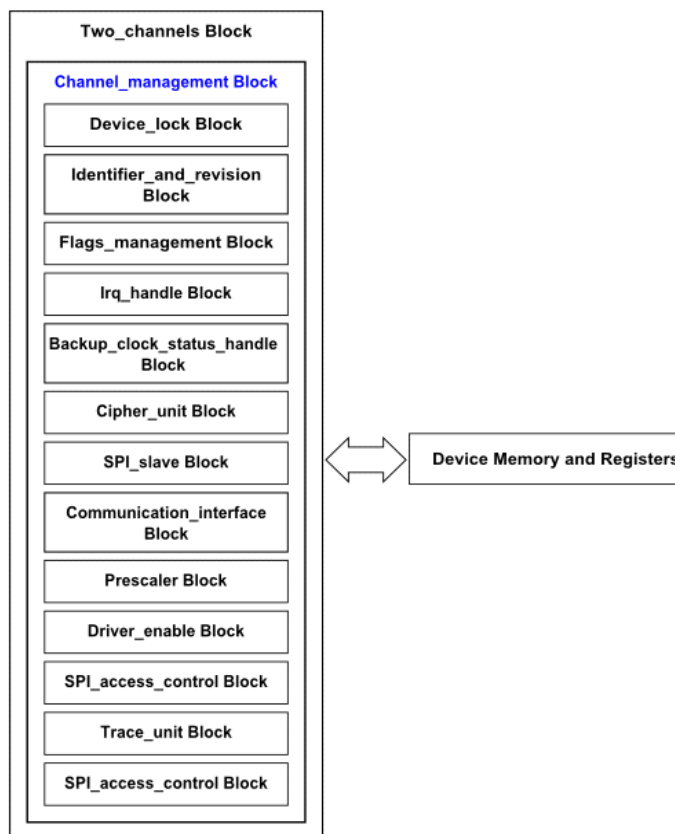 Two_channels Block
Channel_management Block
Device_lock Block
Identifier_and_revision
Block
Flags_management Block
Irq_handle Block
Backup_clock_status_handle
Block
Cipher_unit Block
SPI_slave Block
Device Memory and Registers
Communication_interface
Block
Prescaler Block
Driver_enable Block
SPI_access_control Block
Trace_unit Block
SPI_access_control Block